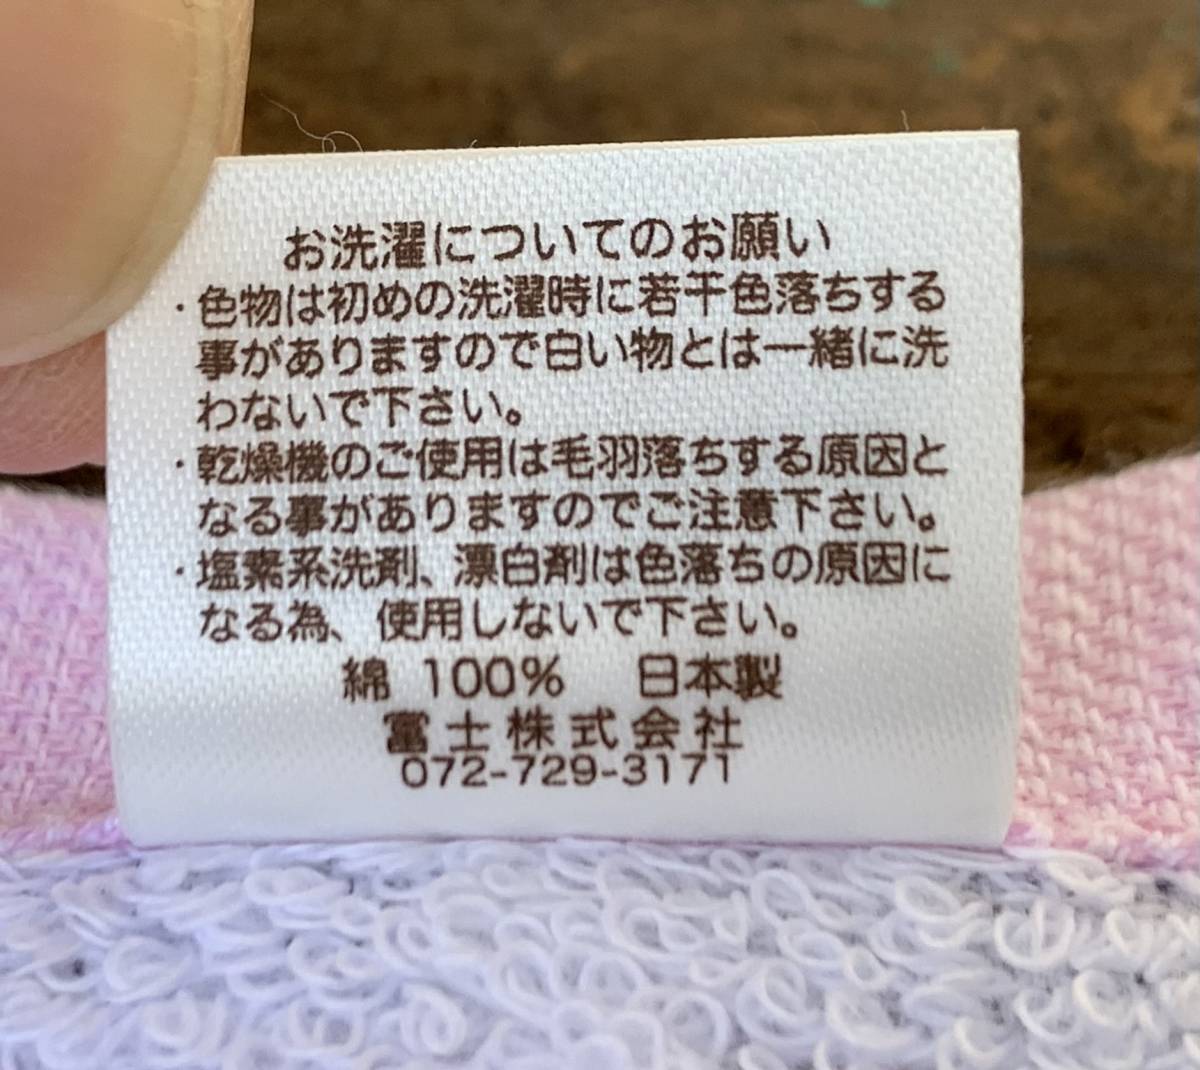 お洗濯についてのお願い
・色物は初めの洗濯時に若干色落ちする
事がありますので白い物とは一緒に洗
わないで下さい。
・乾燥機のご使用は毛羽落ちする原因と
なる事がありますのでご注意下さい。
・塩素系洗剤、漂白剤は色落ちの原因に
なる為、使用しないで下さい。
綿 100% 日本製
富士株式会社
072-729-3171